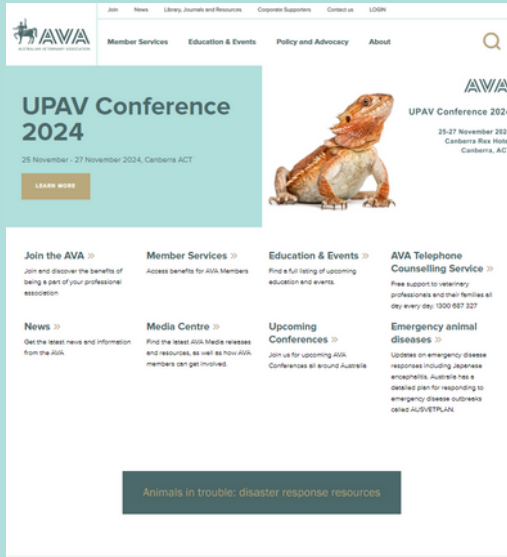 Join News Library, Journals and Resources Corporate Supporters Contact us LOGIN
AVA
AUSTRALIAN VETERINARY ASSOCIATION
Member Services Education & Events Policy and Advocacy About
UPAV Conference
2024
25 November - 27 November 2024, Canberra ACT
LEARN MORE
AVA
UPAV Conference 2024
25-27 November 202
Canberra Rex Hote
Canberra, AC
Join the AVA »
Join and discover the benefits of
being a part of your professional
association
Member Services »
Access benefits for AVA Members
Education & Events »
Find a full listing of upcoming
education and events.
AVA Telephone
Counselling Service »
Free support to veterinary
professionals and their families all
day every day. 1300 687 327
News »
Get the latest news and information
from the AVA
Media Centre »
Find the latest AVA Media releases
and resources, as well as how AVA
members can get involved.
Upcoming
Conferences »
Join us for upcoming AVA
Conferences all around Australia
Emergency animal
diseases »
Updates on emergency disease
responses including Japanese
encephalitis. Australia has a
detailed plan for responding to
emergency disease outbreaks
called AUSVETPLAN.
Animals in trouble: disaster response resources